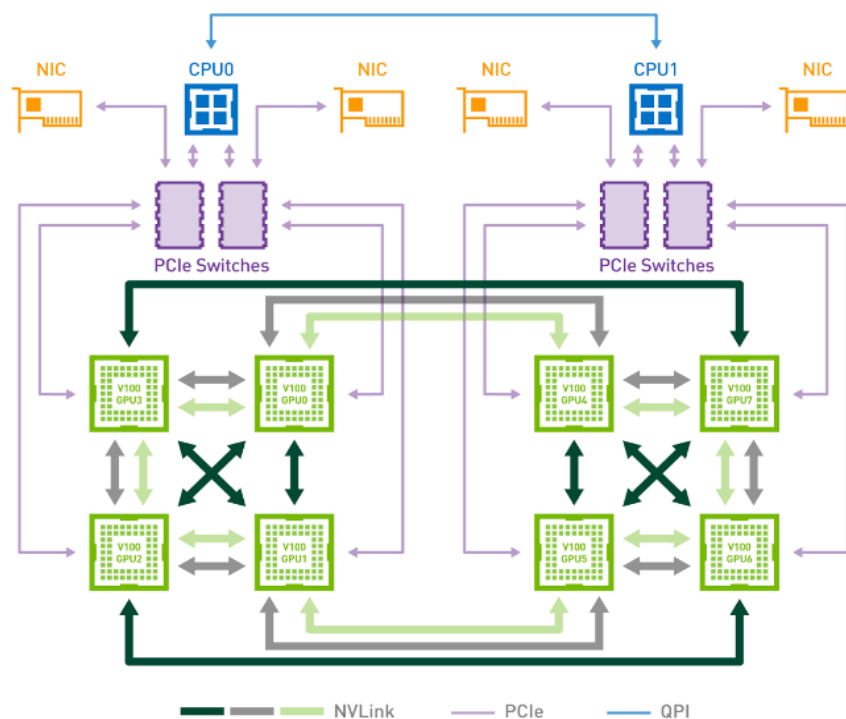 NIC
CPU0
NIC
NIC
CPU1
NIC
PCIe Switches
PCIe Switches
V100
GPU3
V100
GPU0
V100
GPU4
V100
GPU7
V100
GPU2
V100
GPU1
V100
GPU5
V100
GPU6
NVLink
PCIe
QPI